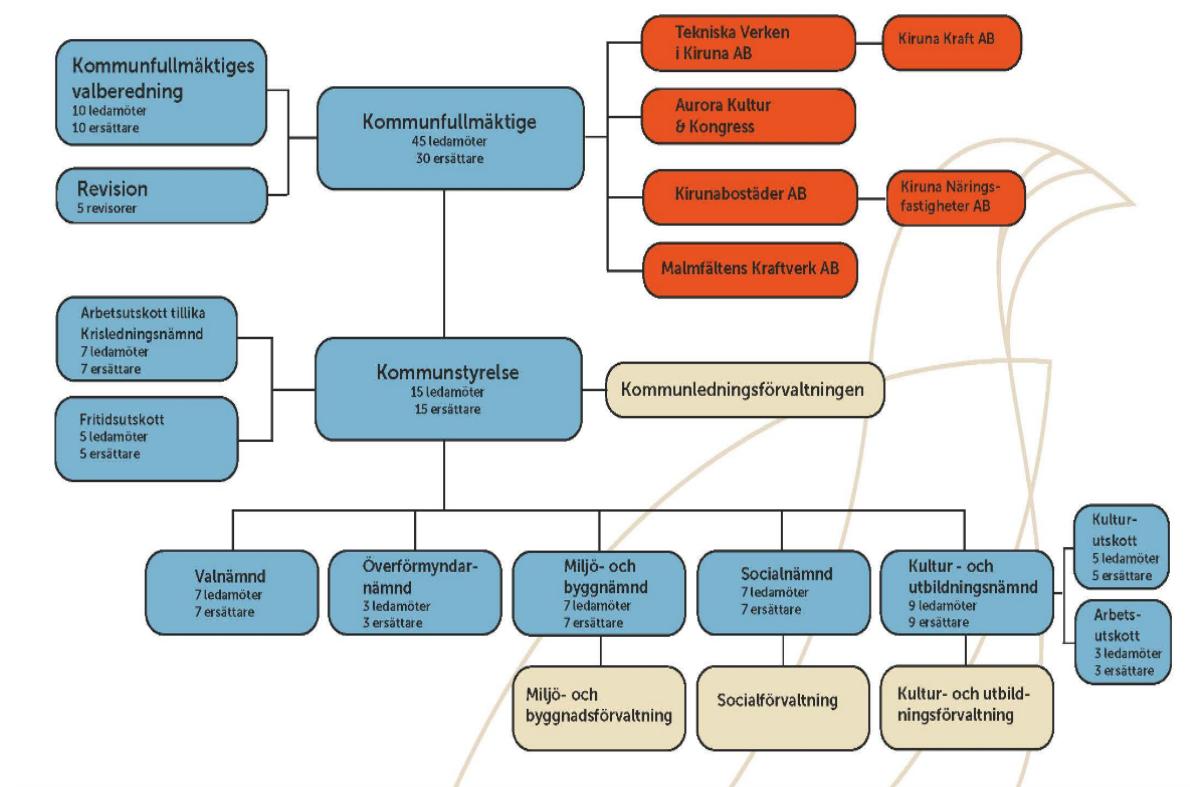 Kommunfullmäktiges
valberedning
10 ledamöter
10 ersättare
Revision
5 revisorer
Kommunfullmäktige
45 ledamöter
30 ersättare
Tekniska Verken
i Kiruna AB
Kiruna Kraft AB
Aurora Kultur
& Kongress
Kirunabostäder AB
Kiruna Närings-
fastigheter AB
Malmfältens Kraftverk AB
Arbetsutskott tillika
Krisledningsnämnd
7 ledamöter
7 ersättare
Fritidsutskott
5 ledamöter
5 ersättare
Kommunstyrelse
15 ledamöter
15 ersättare
Kommunledningsförvaltningen
Valnämnd
7 ledamöter
7 ersättare
Överförmyndar-
nämnd
3 ledamöter
3 ersättare
Miljö- och
byggnämnd
7 ledamöter
7 ersättare
Socialnämnd
7 ledamöter
7 ersättare
Kultur - och
utbildningsnämnd
9 ledamöter
9 ersättare
Kultur-
utskott
5 ledamöter
5 ersättare
Arbets-
utskott
3 ledamöter
3 ersättare
Miljö- och
byggnadsförvaltning
Socialförvaltning
Kultur- och utbild-
ningsförvaltning